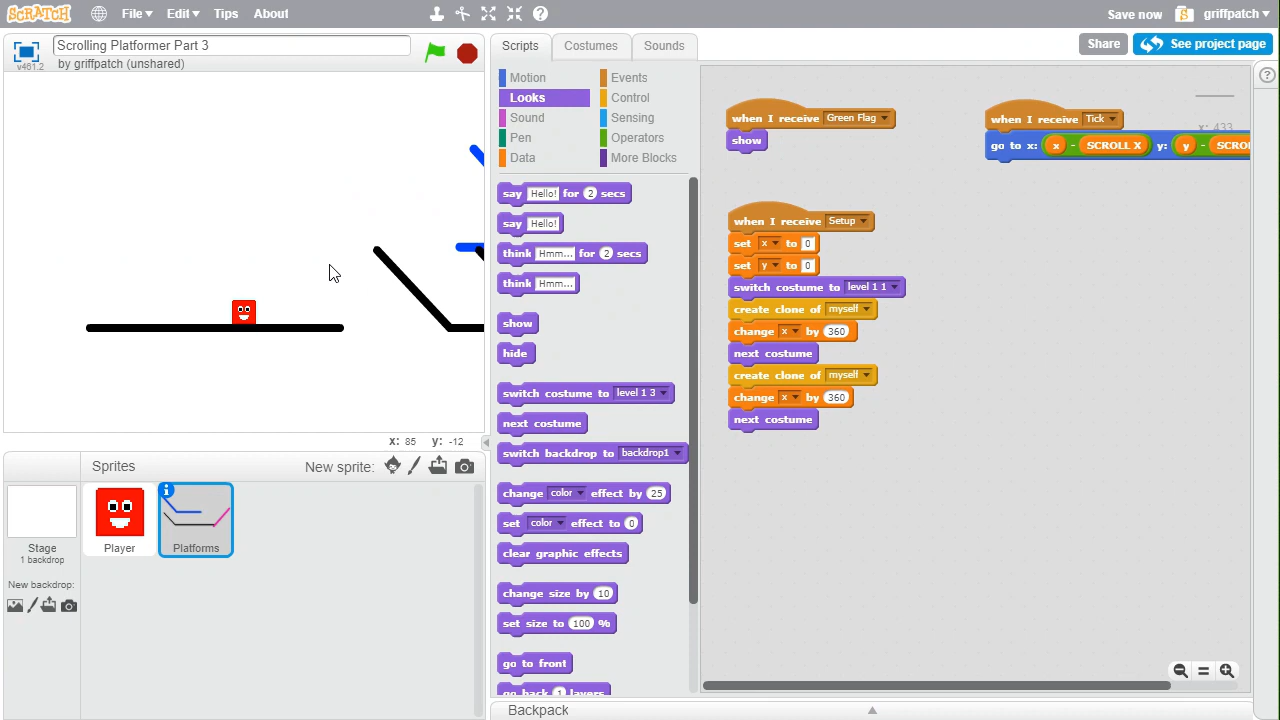 SCRATCH File▼ Edit▼ Tips About Save now griffpatch▼
v461.2 Scrolling Platformer Part 3
by griffpatch (unshared)
Scripts Costumes Sounds Share See project page
Motion Events
Looks Control
Sound Sensing
Pen Operators
Data More Blocks
say Hello! for 2 secs
say Hello!
think Hmm... for 2 secs
think Hmm...
show
hide
switch costume to level 1 3
next costume
switch backdrop to backdrop1
change color effect by 25
set color effect to 0
clear graphic effects
change size by 10
set size to 100 %
go to front
go back 1 layers
when I receive Green Flag
show
when I receive Tick
go to x: x - SCROLL X y: y - SCROL
x: 433
when I receive Setup
set x to 0
set y to 0
switch costume to level 1 1
create clone of myself
change x by 360
next costume
create clone of myself
change x by 360
next costume
x: 85 y: -12
Sprites New sprite:
Stage
1 backdrop
New backdrop:
Player
i
Platforms
Backpack